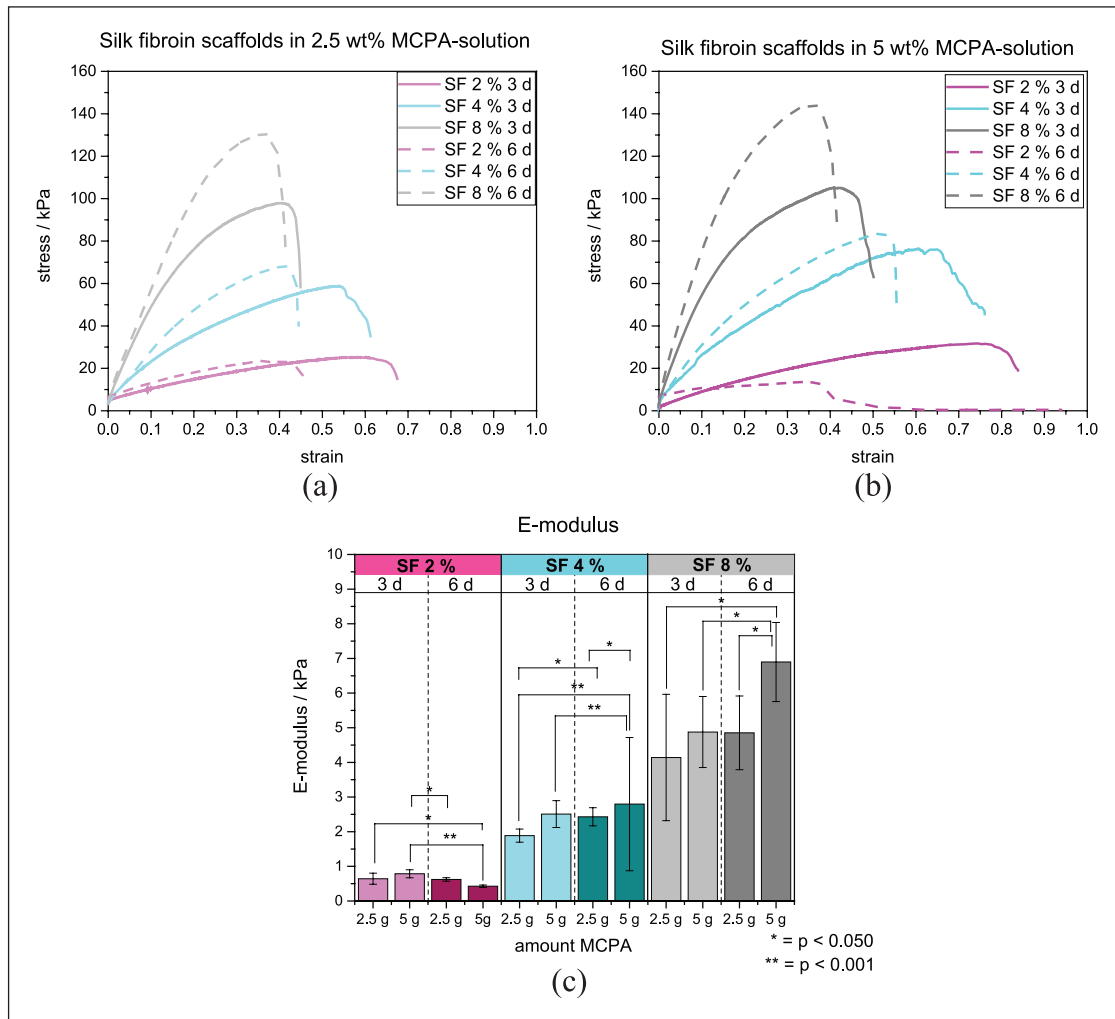 Silk fibroin scaffolds in 2.5 wt% MCPA-solution
160
140
120
100
80
60
40
20
0
stress / kPa
SF 2 % 3 d
SF 4 % 3 d
SF 8 % 3 d
SF 2 % 6 d
SF 4 % 6 d
SF 8 % 6 d
0.0 0.1 0.2 0.3 0.4 0.5 0.6 0.7 0.8 0.9 1.0
strain
(a)
Silk fibroin scaffolds in 5 wt% MCPA-solution
160
140
120
100
80
60
40
20
0
stress / kPa
SF 2 % 3 d
SF 4 % 3 d
SF 8 % 3 d
SF 2 % 6 d
SF 4 % 6 d
SF 8 % 6 d
0.0 0.1 0.2 0.3 0.4 0.5 0.6 0.7 0.8 0.9 1.0
strain
(b)
E-modulus
10
9
8
7
6
5
4
3
2
1
0
E-modulus / kPa
SF 2 % SF 4 % SF 8 %
3 d 6 d 3 d 6 d 3 d 6 d
*
*
**
*
*
**
**
*
*
*
2.5 g 5 g 2.5 g 5g 2.5 g 5 g 2.5 g 5 g 2.5 g 5 g 2.5 g 5 g
amount MCPA
* = p < 0.050
** = p < 0.001
(c)